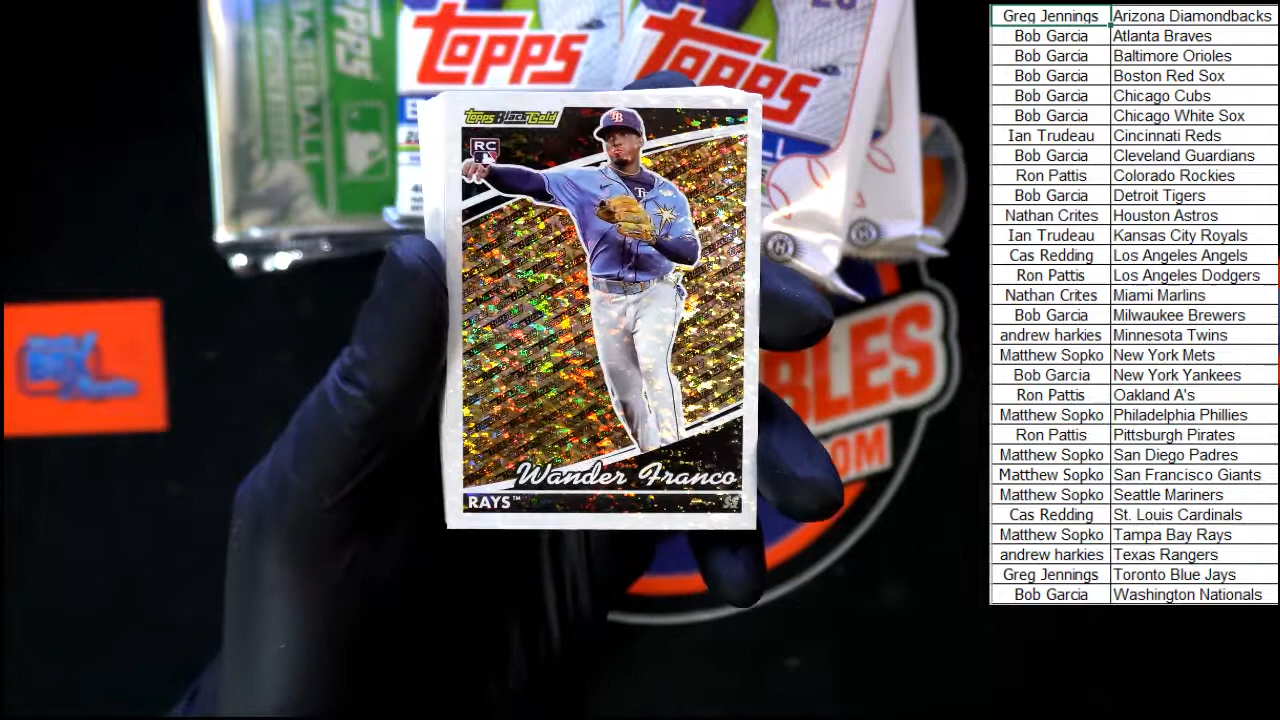 TOPPS
TOPPS
BASEBALL
Topps Black Gold
RC
TB
Wander Franco
RAYS™ SS
BLES
OM
Greg Jennings Arizona Diamondbacks
Bob Garcia Atlanta Braves
Bob Garcia Baltimore Orioles
Bob Garcia Boston Red Sox
Bob Garcia Chicago Cubs
Bob Garcia Chicago White Sox
Ian Trudeau Cincinnati Reds
Bob Garcia Cleveland Guardians
Ron Pattis Colorado Rockies
Bob Garcia Detroit Tigers
Nathan Crites Houston Astros
Ian Trudeau Kansas City Royals
Cas Redding Los Angeles Angels
Ron Pattis Los Angeles Dodgers
Nathan Crites Miami Marlins
Bob Garcia Milwaukee Brewers
andrew harkies Minnesota Twins
Matthew Sopko New York Mets
Bob Garcia New York Yankees
Ron Pattis Oakland A's
Matthew Sopko Philadelphia Phillies
Ron Pattis Pittsburgh Pirates
Matthew Sopko San Diego Padres
Matthew Sopko San Francisco Giants
Matthew Sopko Seattle Mariners
Cas Redding St. Louis Cardinals
Matthew Sopko Tampa Bay Rays
andrew harkies Texas Rangers
Greg Jennings Toronto Blue Jays
Bob Garcia Washington Nationals